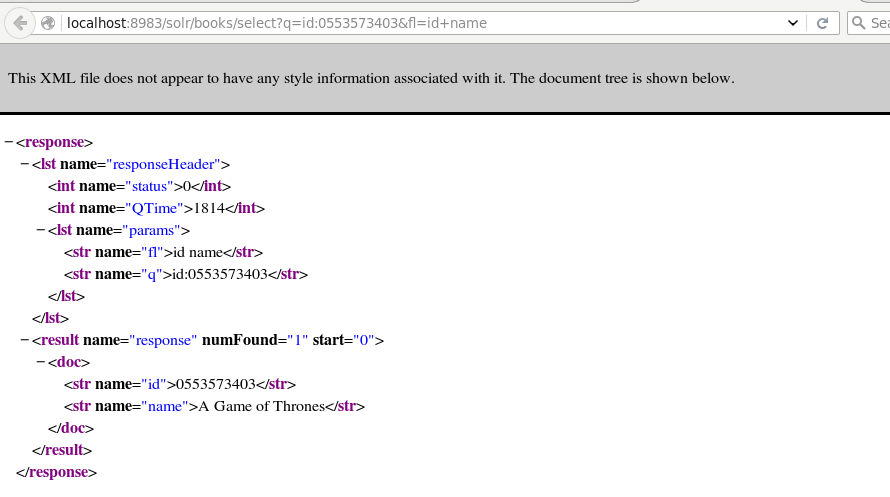 localhost:8983/solr/books/select?q=id:0553573403&fl=id+name
This XML file does not appear to have any style information associated with it. The document tree is shown below.
−<response>
−<lst name="responseHeader">
<int name="status">0</int>
<int name="QTime">1814</int>
−<lst name="params">
<str name="fl">id name</str>
<str name="q">id:0553573403</str>
</lst>
</lst>
−<result name="response" numFound="1" start="0">
−<doc>
<str name="id">0553573403</str>
<str name="name">A Game of Thrones</str>
</doc>
</result>
</response>